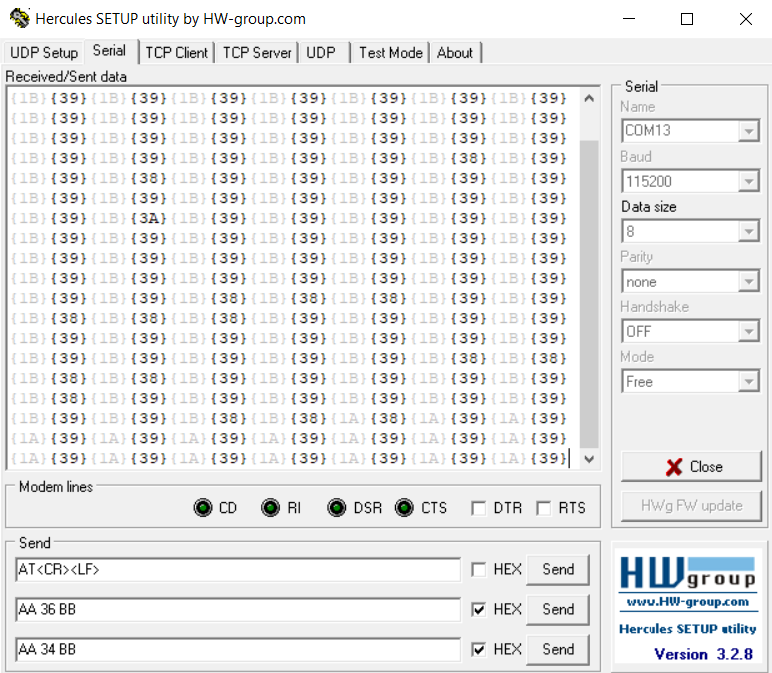 Hercules SETUP utility by HW-group.com
UDP Setup Serial TCP Client TCP Server UDP Test Mode About
Received/Sent data
{1B}{39}{1B}{39}{1B}{39}{1B}{39}{1B}{39}{1B}{39}{1B}{39}
{1B}{39}{1B}{39}{1B}{39}{1B}{39}{1B}{39}{1B}{39}{1B}{39}
{1B}{39}{1B}{39}{1B}{39}{1B}{39}{1B}{39}{1B}{39}{1B}{39}
{1B}{39}{1B}{39}{1B}{39}{1B}{39}{1B}{39}{1B}{38}{1B}{39}
{1B}{38}{1B}{38}{1B}{39}{1B}{39}{1B}{39}{1B}{39}{1B}{39}
{1B}{39}{1B}{39}{1B}{39}{1B}{39}{1B}{39}{1B}{39}{1B}{39}
{1B}{39}{1B}{3A}{1B}{39}{1B}{39}{1B}{39}{1B}{39}{1B}{39}
{1B}{39}{1B}{39}{1B}{39}{1B}{39}{1B}{39}{1B}{39}{1B}{39}
{1B}{39}{1B}{39}{1B}{39}{1B}{39}{1B}{39}{1B}{39}{1B}{39}
{1B}{39}{1B}{39}{1B}{39}{1B}{39}{1B}{39}{1B}{39}{1B}{39}
{1B}{39}{1B}{39}{1B}{38}{1B}{38}{1B}{38}{1B}{39}{1B}{39}
{1B}{38}{1B}{38}{1B}{39}{1B}{38}{1B}{39}{1B}{39}{1B}{39}
{1B}{39}{1B}{39}{1B}{39}{1B}{39}{1B}{39}{1B}{39}{1B}{39}
{1B}{39}{1B}{39}{1B}{39}{1B}{39}{1B}{39}{1B}{38}{1B}{38}
{1B}{38}{1B}{38}{1B}{39}{1B}{39}{1B}{39}{1B}{39}{1B}{39}
{1B}{38}{1B}{39}{1B}{39}{1B}{39}{1B}{39}{1B}{39}{1B}{39}
{1B}{39}{1B}{39}{1B}{38}{1B}{38}{1A}{38}{1A}{39}{1A}{39}
{1A}{39}{1A}{39}{1A}{39}{1A}{39}{1A}{39}{1A}{39}{1A}{39}
{1A}{39}{1A}{39}{1A}{39}{1A}{39}{1A}{39}{1A}{39}{1A}{39}
Serial
Name
COM13
Baud
115200
Data size
8
Parity
none
Handshake
OFF
Mode
Free
Close
HWg FW update
Modem lines
CD RI DSR CTS DTR RTS
Send
AT<CR><LF> HEX Send
AA 36 BB HEX Send
AA 34 BB HEX Send
HW group
www.HW-group.com
Hercules SETUP utility
Version 3.2.8